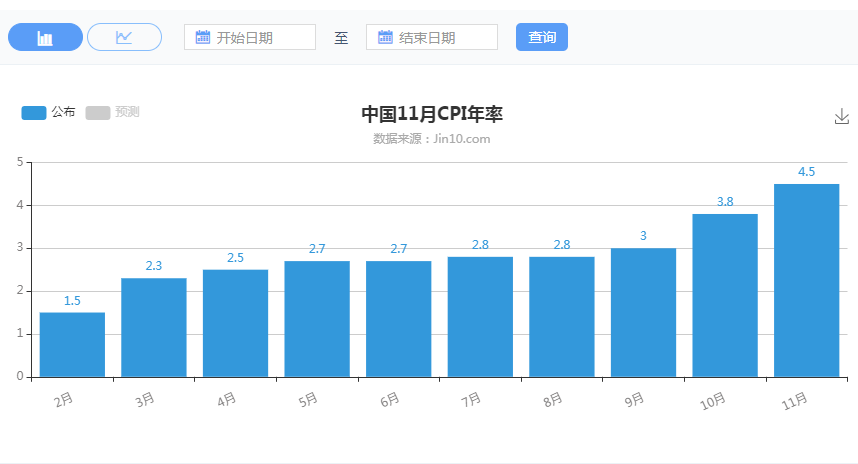 开始日期 至 结束日期 查询
公布 预测
中国11月CPI年率
数据来源：Jin10.com
5
4
3
2
1
0
1.5 2.3 2.5 2.7 2.7 2.8 2.8 3 3.8 4.5
2月 3月 4月 5月 6月 7月 8月 9月 10月 11月